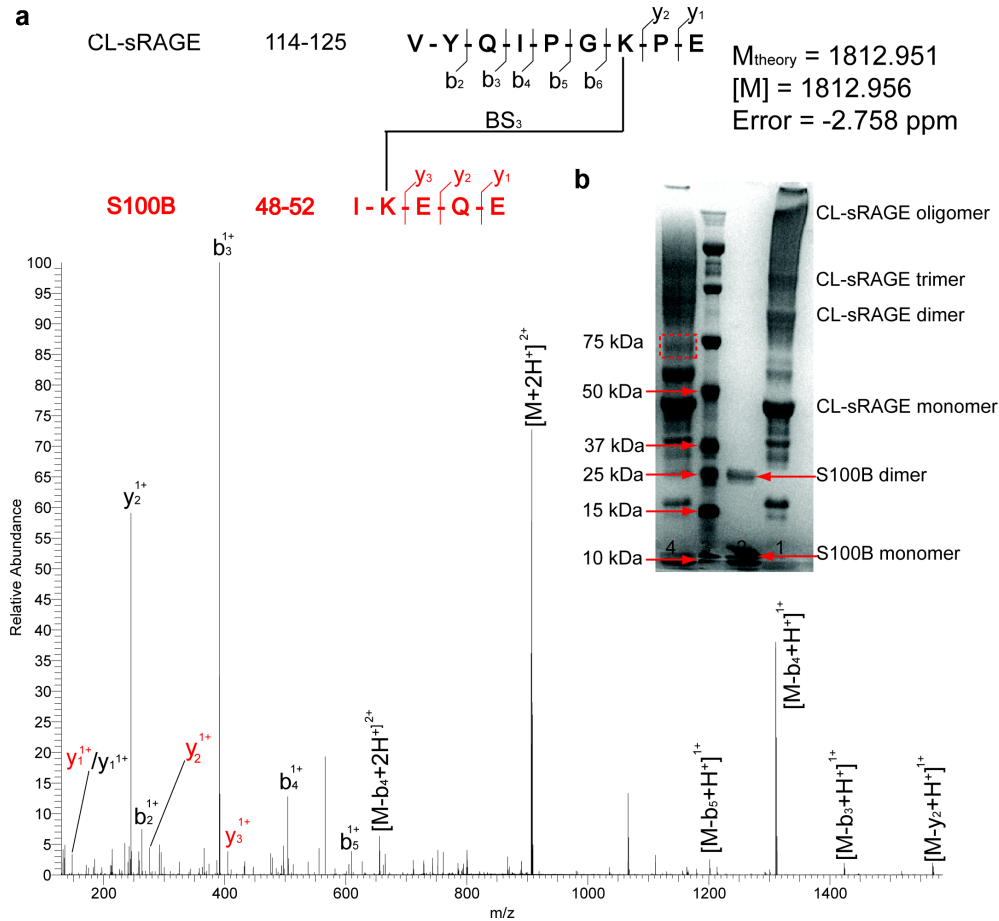 a
CL-sRAGE 114-125 V-Y-Q-I-P-G-K-P-E
y2 y1
b2 b3 b4 b5 b6
Mtheory = 1812.951
[M] = 1812.956
Error = -2.758 ppm
BS3
S100B 48-52 I-K-E-Q-E
y3 y2 y1
b
CL-sRAGE oligomer
CL-sRAGE trimer
CL-sRAGE dimer
CL-sRAGE monomer
S100B dimer
S100B monomer
75 kDa
50 kDa
37 kDa
25 kDa
15 kDa
10 kDa
4 2 1
Relative Abundance
100
95
90
85
80
75
70
65
60
55
50
45
40
35
30
25
20
15
10
5
0
y1 1+ /y1 1+
y2 1+
b2 1+
y2 1+
b3 1+
y3 1+
b4 1+
b5 1+
[M-b4+2H+] 2+
[M+2H+] 2+
[M-b5+H+] 1+
[M-b4+H+] 1+
[M-b3+H+] 1+
[M-y2+H+] 1+
200 400 600 800 1000 1200 1400
m/z